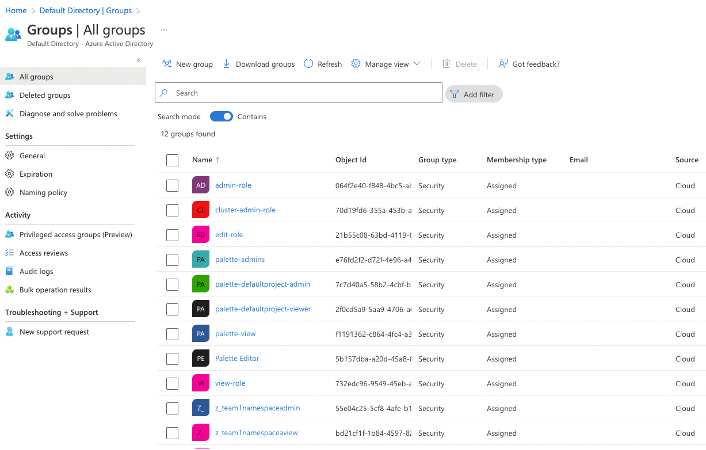 Home > Default Directory | Groups >
Groups | All groups ...
Default Directory - Azure Active Directory
«
All groups
Deleted groups
Diagnose and solve problems
Settings
General
Expiration
Naming policy
Activity
Privileged access groups (Preview)
Access reviews
Audit logs
Bulk operation results
Troubleshooting + Support
New support request
New group
Download groups
Refresh
Manage view
Delete
Got feedback?
Search
Add filter
Search mode
Contains
12 groups found
Name ↑ Object Id Group type Membership type Email Source
AD admin-role 064f2e40-f848-4bc5-ab Security Assigned Cloud
CL cluster-admin-role 70d19fd6-355a-453b-a Security Assigned Cloud
ED edit-role 21b55c08-63bd-4119-f Security Assigned Cloud
PA palette-admins e76fd2f2-d72f-4e96-a4 Security Assigned Cloud
PA palette-defaultproject-admin 7c7d40a5-58b2-4cbf-b Security Assigned Cloud
PA palette-defaultproject-viewer 2f0cd5a9-5aa9-4706-a Security Assigned Cloud
PA palette-view f1191362-c864-4fc4-a3 Security Assigned Cloud
PE Palette Editor 5b157dba-a20d-45a8-8 Security Assigned Cloud
VI view-role 732edc96-9549-45eb-a Security Assigned Cloud
Z_ z_team1namespaceadmin 55e04c25-5cf8-4afe-b1 Security Assigned Cloud
Z_ z_team1namespaceaview bd21cf1f-1b84-4597-82 Security Assigned Cloud